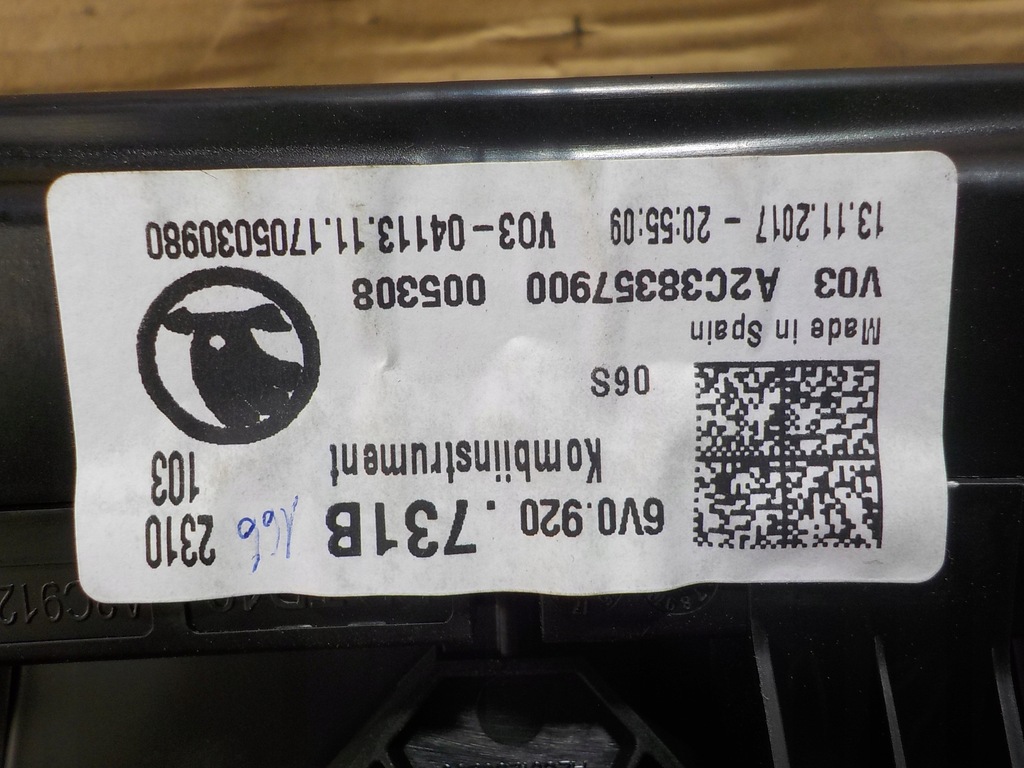 6V0.920 .731B 2310
Kombiinstrument 103
06S
Made in Spain
V03 A2C38357900 005308
13.11.2017 - 20:55:09 V03-04113.11.1705030980
A2C912